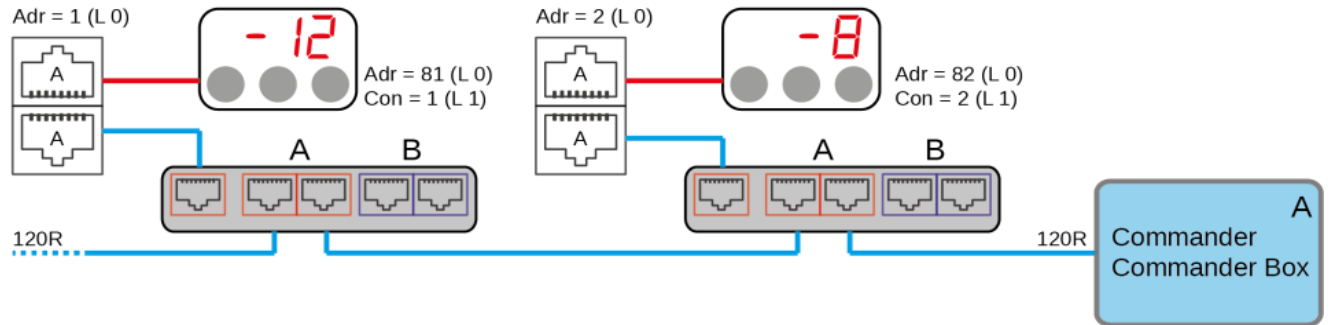 Adr = 1 (L 0)
-12
Adr = 2 (L 0)
-8
A
Adr = 81 (L 0)
Con = 1 (L 1)
A
Adr = 82 (L 0)
Con = 2 (L 1)
A
A
A
B
A
B
A
120R
120R
Commander
Commander Box